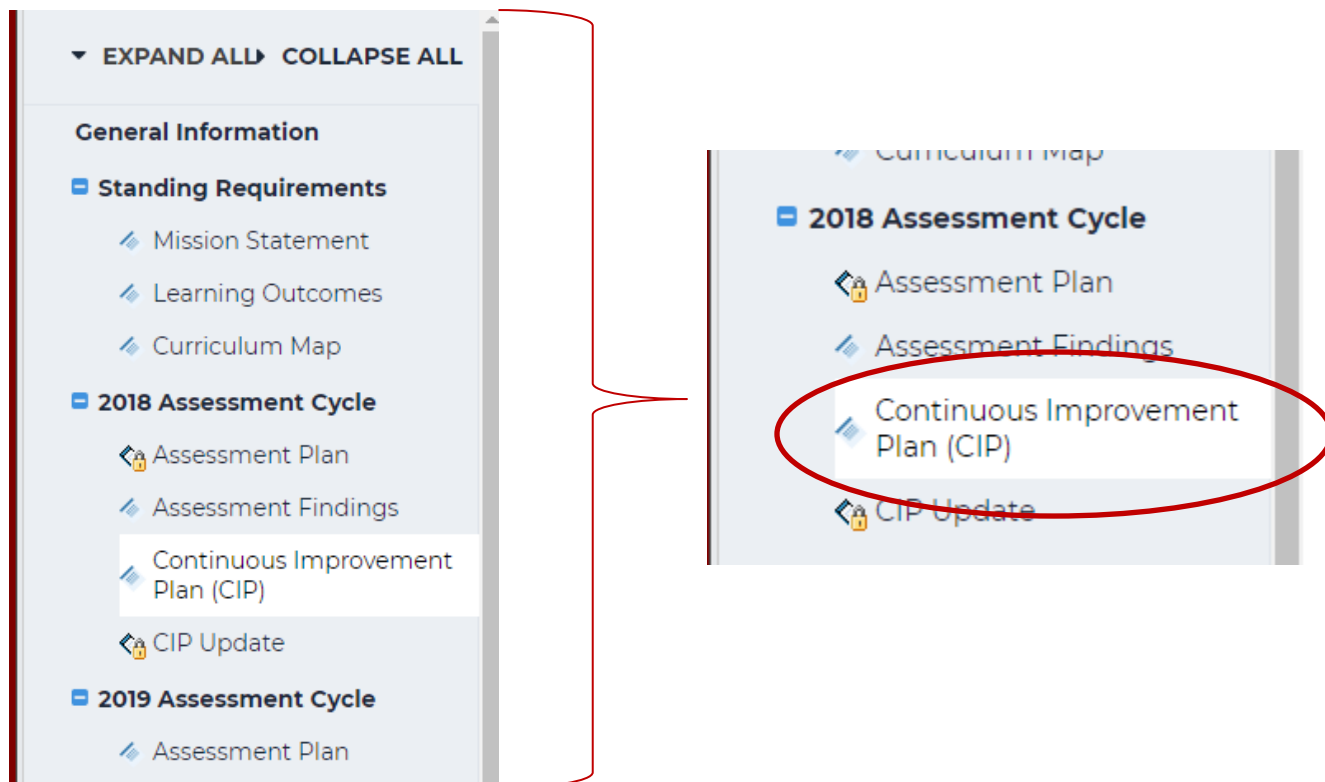 EXPAND ALL COLLAPSE ALL
General Information
Standing Requirements
Mission Statement
Learning Outcomes
Curriculum Map
2018 Assessment Cycle
Assessment Plan
Assessment Findings
Continuous Improvement
Plan (CIP)
CIP Update
2019 Assessment Cycle
Assessment Plan
Curriculum Map
2018 Assessment Cycle
Assessment Plan
Assessment Findings
Continuous Improvement
Plan (CIP)
CIP Update